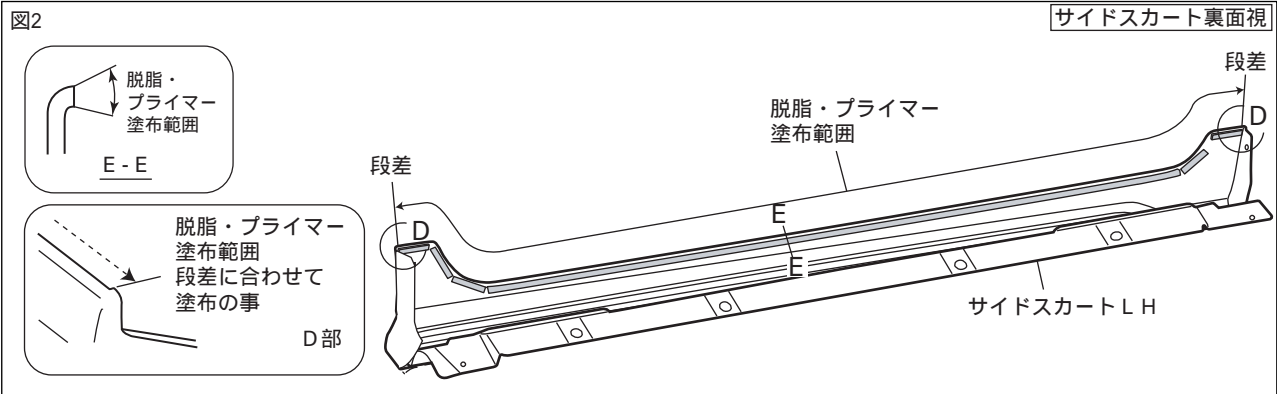 図2
サイドスカート裏面視
脱脂・
プライマー
塗布範囲
E - E
脱脂・プライマー
塗布範囲
段差に合わせて
塗布の事
D部
段差
D
脱脂・プライマー
塗布範囲
E
E
段差
D
サイドスカートＬＨ